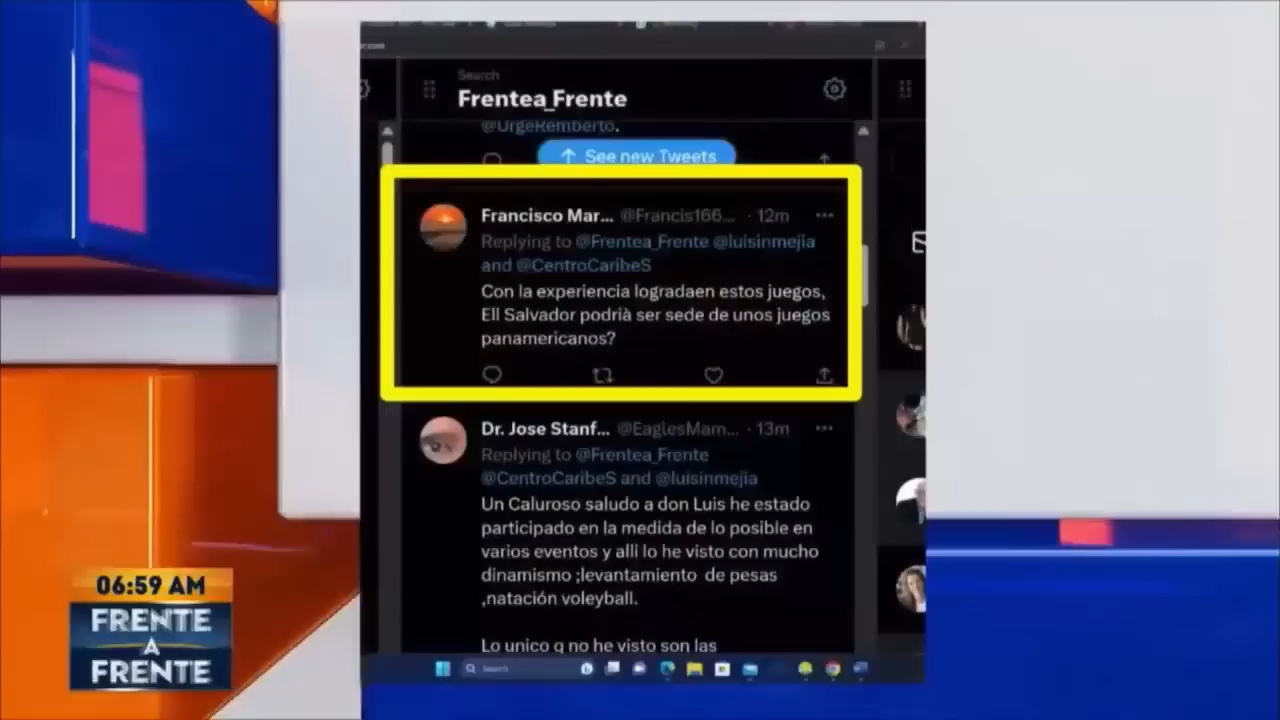 Search
Frentea_Frente
@UrgeRemberto.
See new Tweets
Francisco Mar... @Francis166... · 12m
Replying to @Frentea_Frente @luisinmejia
and @CentroCaribeS
Con la experiencia logradaen estos juegos,
Ell Salvador podrìà ser sede de unos juegos
panamericanos?
Dr. Jose Stanf... @EaglesMam... · 13m
Replying to @Frentea_Frente
@CentroCaribeS and @luisinmejia
Un Caluroso saludo a don Luis he estado
participado en la medida de lo posible en
varios eventos y alli lo he visto con mucho
dinamismo ;levantamiento de pesas
,natación voleyball.
Lo unico q no he visto son las
Search
06:59 AM
FRENTE
A
FRENTE